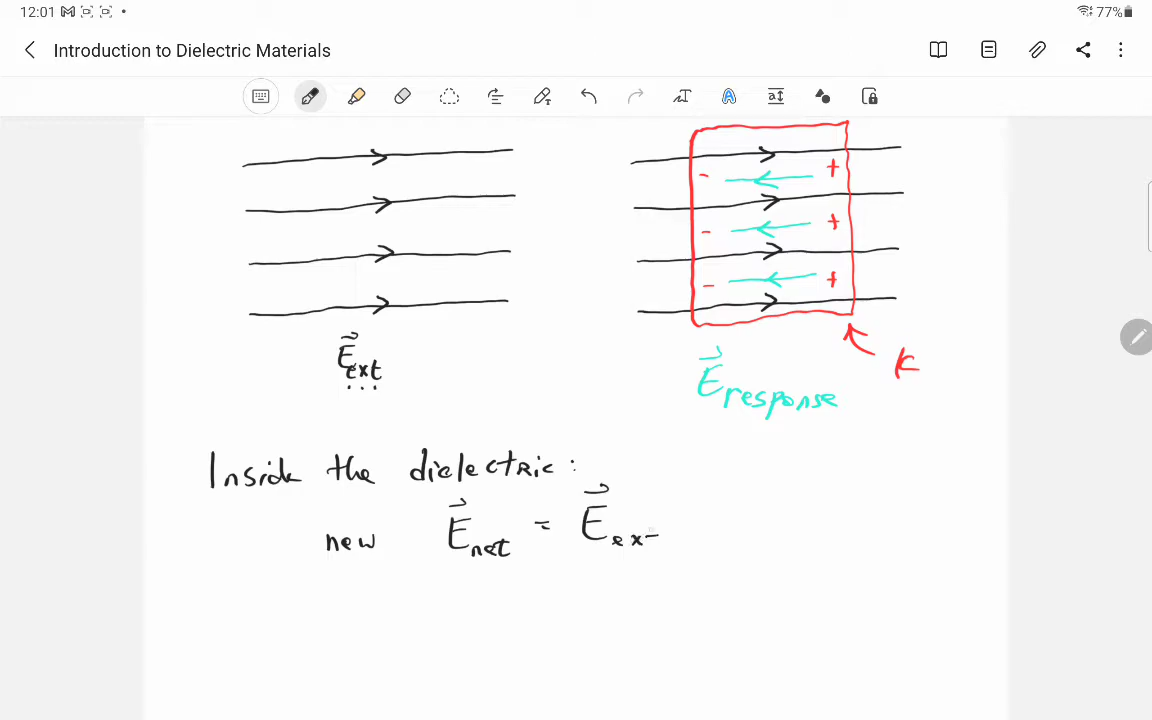 12:01 77%
Introduction to Dielectric Materials
- +
- +
- +
E ext
K
E response
Inside the dielectric:
new E net = E ex